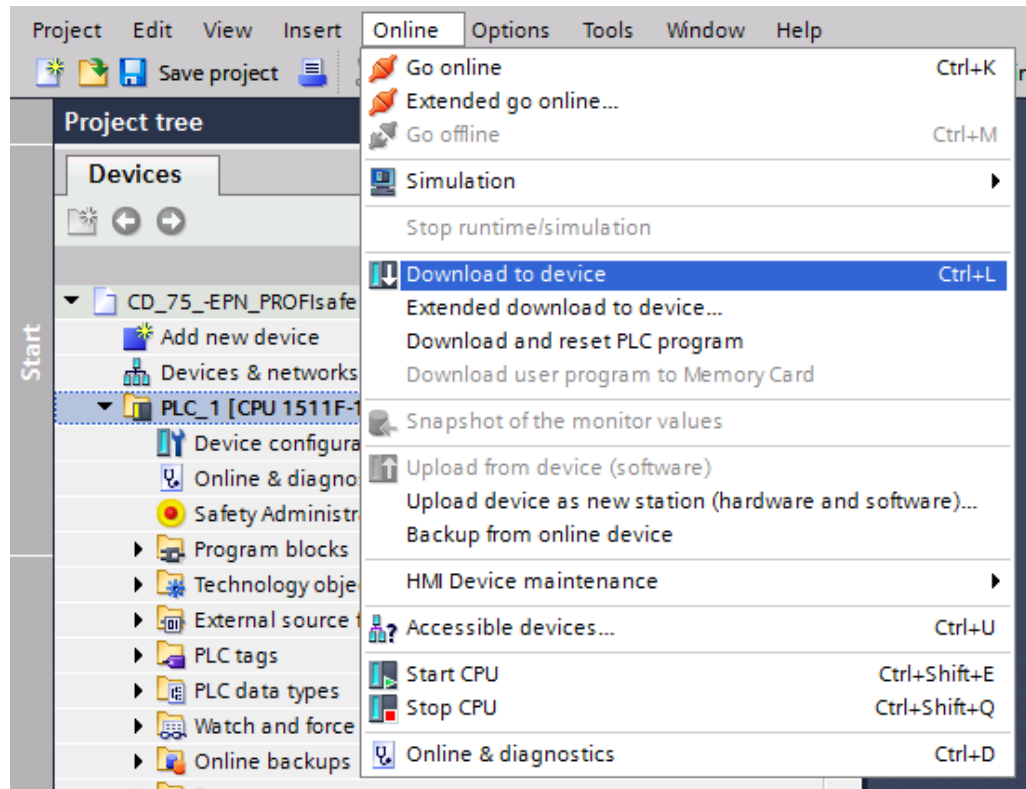 Project Edit View Insert Online Options Tools Window Help
Save project
Go online Ctrl+K
Extended go online...
Go offline Ctrl+M
Simulation
Stop runtime/simulation
Download to device Ctrl+L
Extended download to device...
Download and reset PLC program
Download user program to Memory Card
Snapshot of the monitor values
Upload from device (software)
Upload device as new station (hardware and software)...
Backup from online device
HMI Device maintenance
Accessible devices... Ctrl+U
Start CPU Ctrl+Shift+E
Stop CPU Ctrl+Shift+Q
Online & diagnostics Ctrl+D
Start
Project tree
Devices
CD_75_-EPN_PROFIsafe
Add new device
Devices & networks
PLC_1 [CPU 1511F-1
Device configura
Online & diagno
Safety Administr
Program blocks
Technology obje
External source f
PLC tags
PLC data types
Watch and force
Online backups